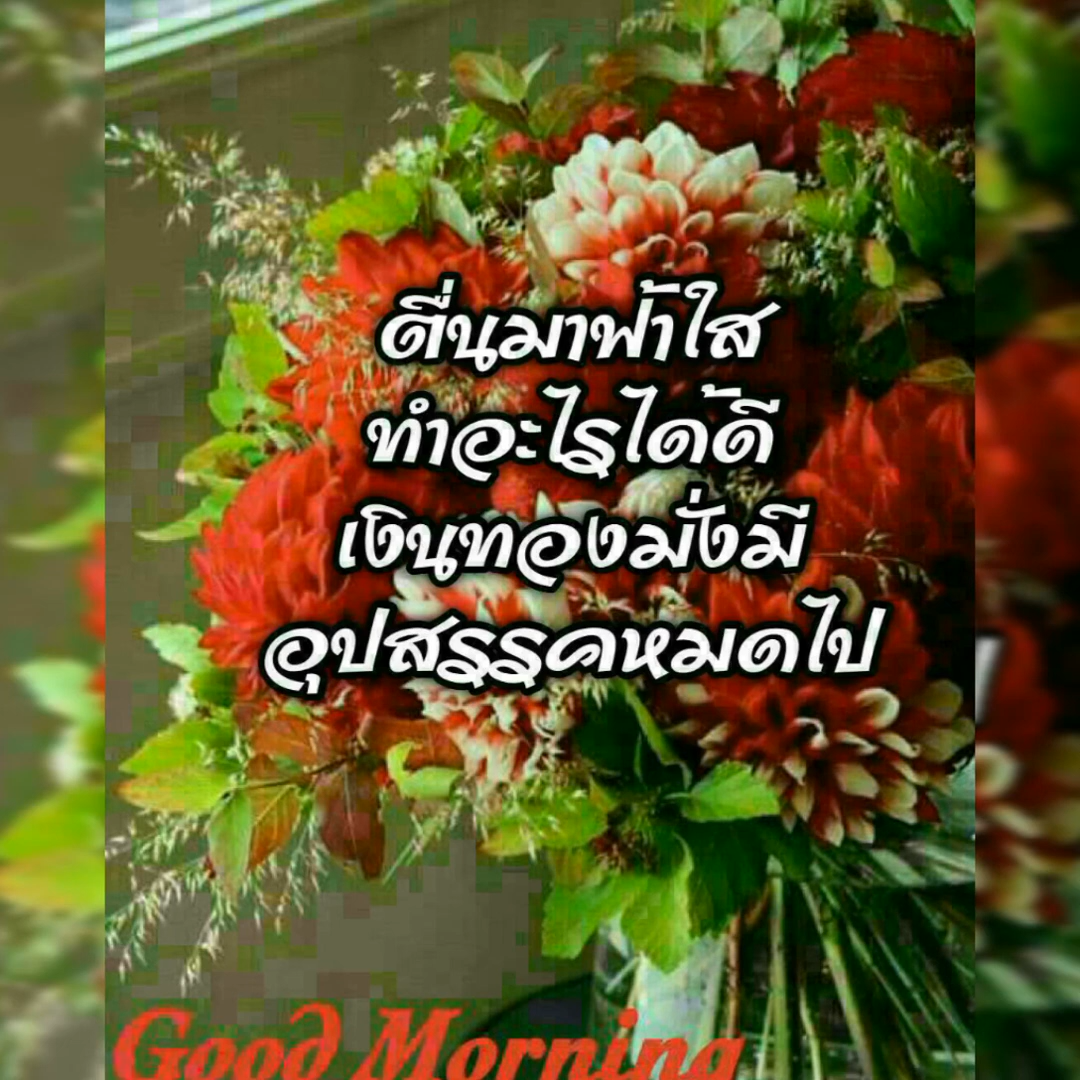 ตื่นมาฟ้าใส
ทำอะไรได้ดี
เงินทองมั่งมี
อุปสรรคหมดไป
Good Morning